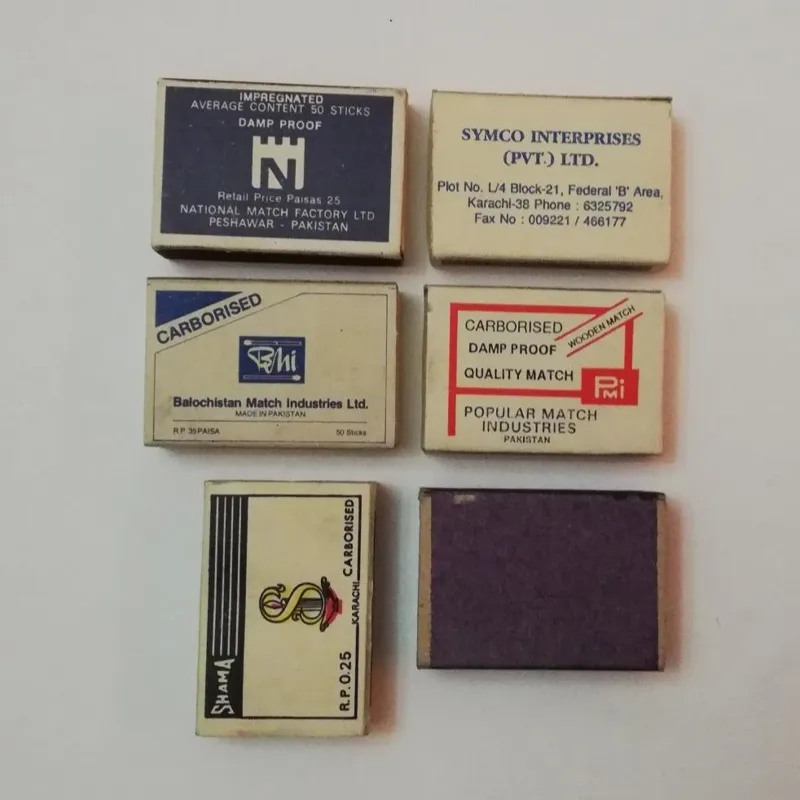 IMPREGNATED
AVERAGE CONTENT 50 STICKS
DAMP PROOF
N
Retail Price Paisas 25
NATIONAL MATCH FACTORY LTD
PESHAWAR - PAKISTAN
SYMCO INTERPRISES
(PVT.) LTD.
Plot No. L/4 Block-21, Federal 'B' Area,
Karachi-38 Phone : 6325792
Fax No : 009221 / 466177
CARBORISED
BMi
Balochistan Match Industries Ltd.
MADE IN PAKISTAN
R.P. 35 PAISA 50 Sticks
CARBORISED
WOODEN MATCH
DAMP PROOF
QUALITY MATCH
PMi
POPULAR MATCH
INDUSTRIES
PAKISTAN
SHAMA
S
KARACHI
R.P.0.25 CARBORISED